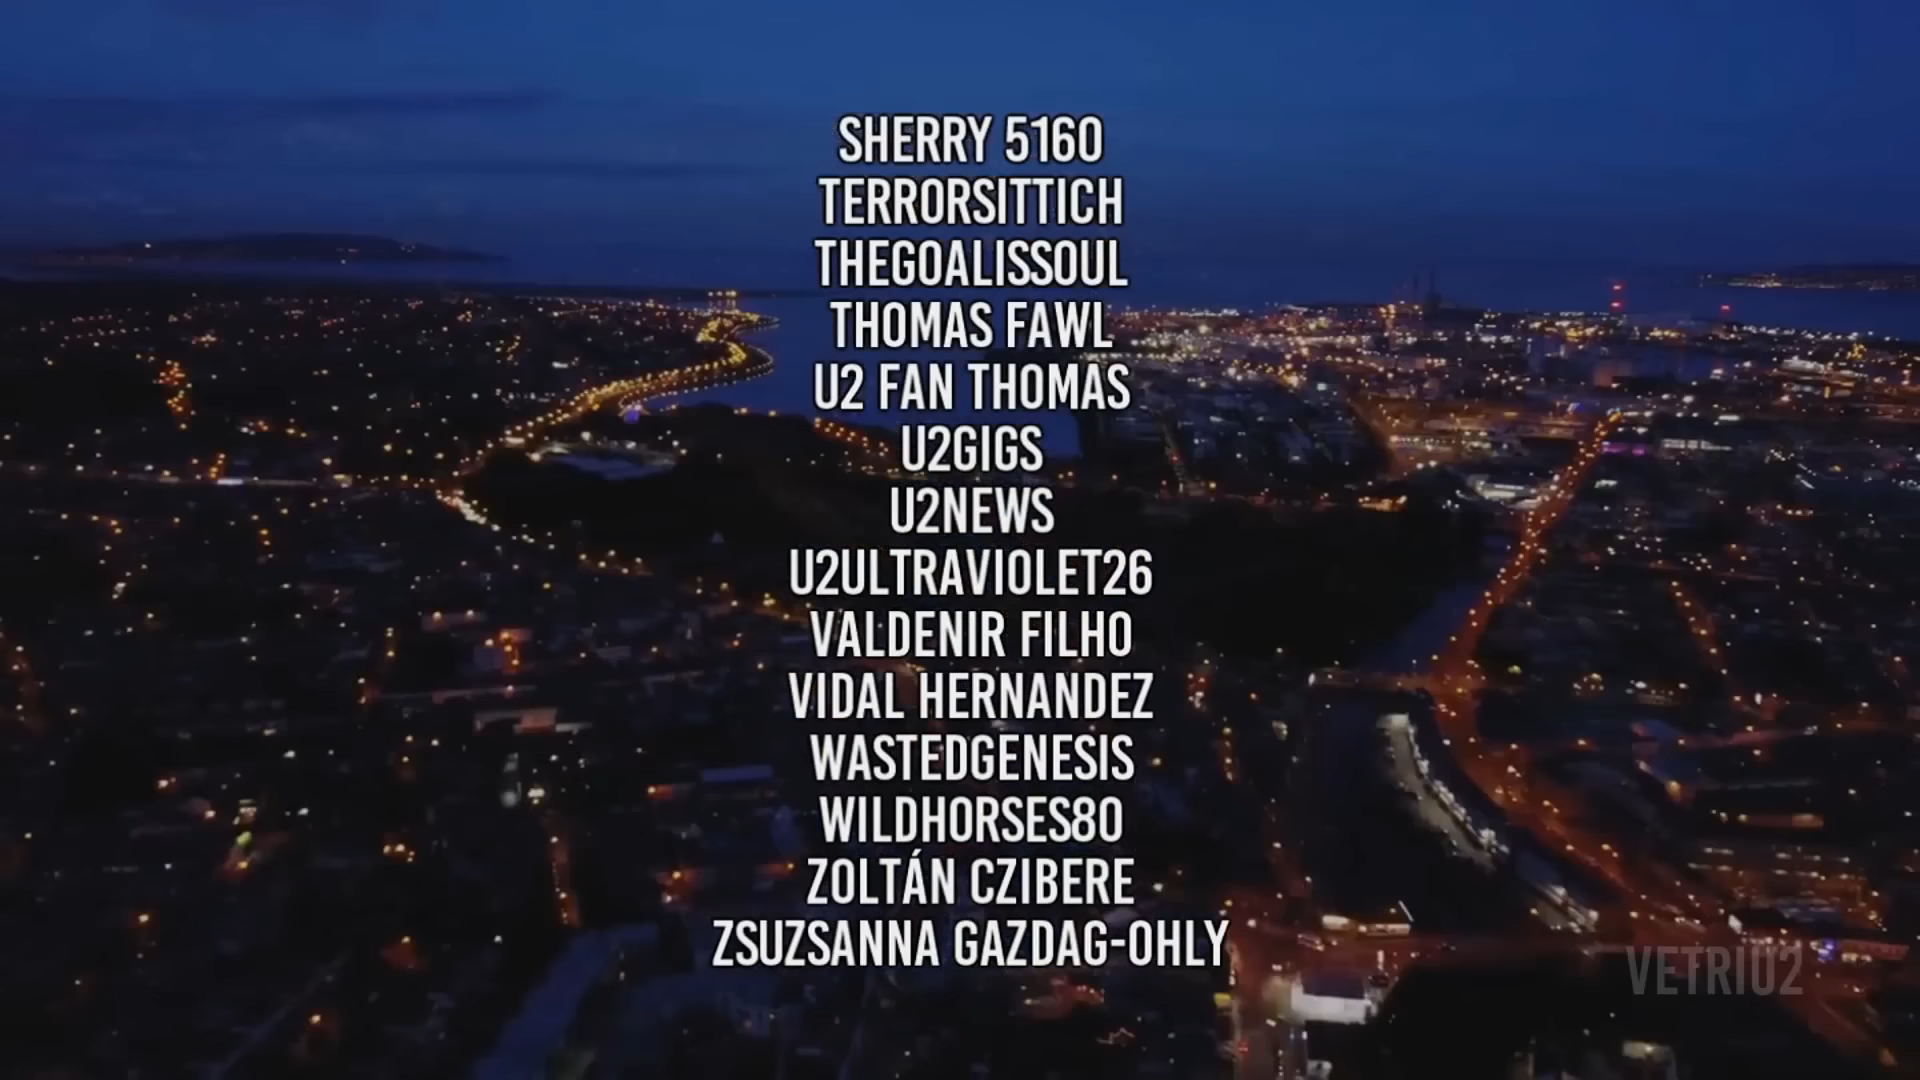 SHERRY 5160
TERRORSITTICH
THEGOALISSOUL
THOMAS FAWL
U2 FAN THOMAS
U2GIGS
U2NEWS
U2ULTRAVIOLET26
VALDENIR FILHO
VIDAL HERNANDEZ
WASTEDGENESIS
WILDHORSES80
ZOLTÁN CZIBERE
ZSUZSANNA GAZDAG-OHLY
VETRIU2